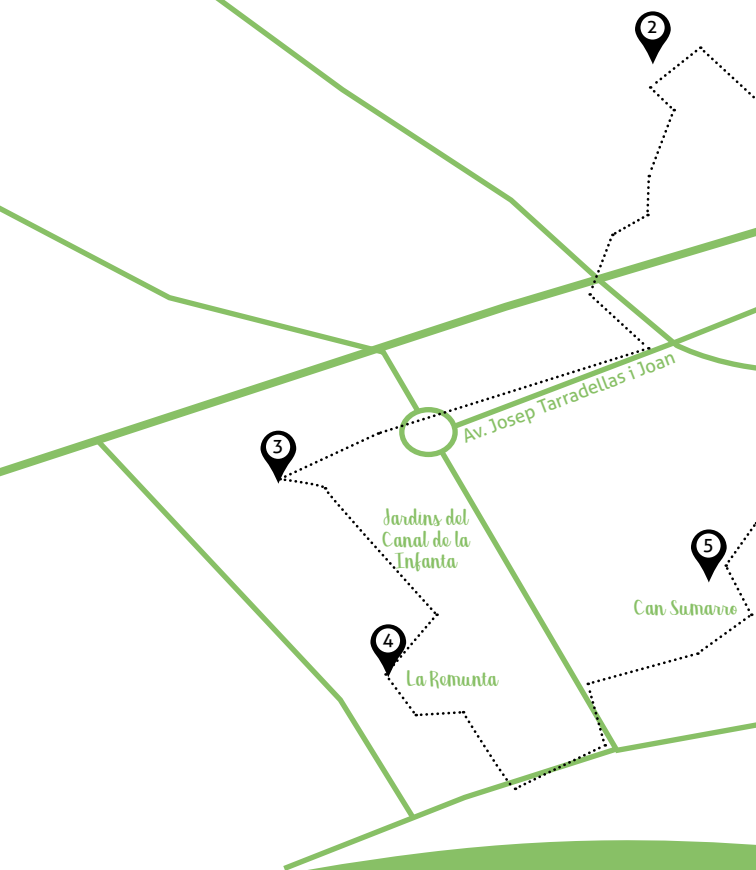 2
Av. Josep Tarradellas i Joan
3
Jardins del
Canal de la
Infanta
5
Can Sumarro
4
La Remunta